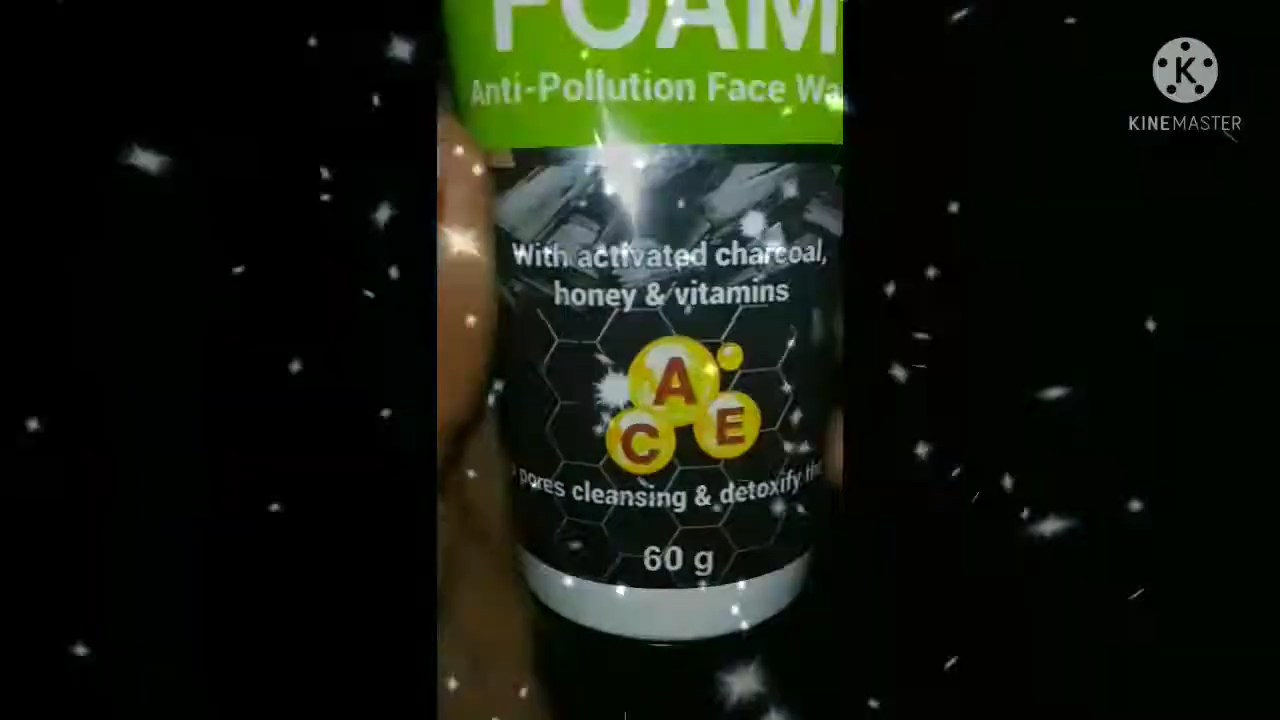 FOAM
Anti-Pollution Face Wa
K
KINEMASTER
With activated charcoal,
honey & vitamins
A
C E
pores cleansing & detoxify
60 g